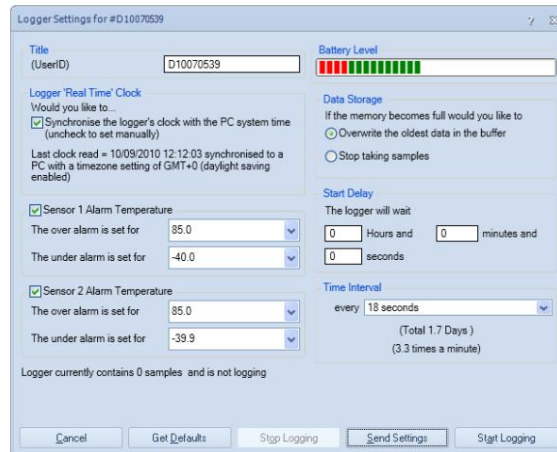 Logger Settings for #D10070539
Title
(UserID)
D10070539
Logger 'Real Time' Clock
Would you like to...
Synchronise the logger's clock with the PC system time
(uncheck to set manually)
Last clock read = 10/09/2010 12:12:03 synchronised to a
PC with a timezone setting of GMT+0 (daylight saving
enabled)
Sensor 1 Alarm Temperature
The over alarm is set for 85.0
The under alarm is set for -40.0
Sensor 2 Alarm Temperature
The over alarm is set for 85.0
The under alarm is set for -39.9
Logger currently contains 0 samples and is not logging
Battery Level
Data Storage
If the memory becomes full would you like to
Overwrite the oldest data in the buffer
Stop taking samples
Start Delay
The logger will wait
0 Hours and 0 minutes and
0 seconds
Time Interval
every 18 seconds
(Total 1.7 Days )
(3.3 times a minute)
Cancel Get Defaults Stop Logging Send Settings Start Logging